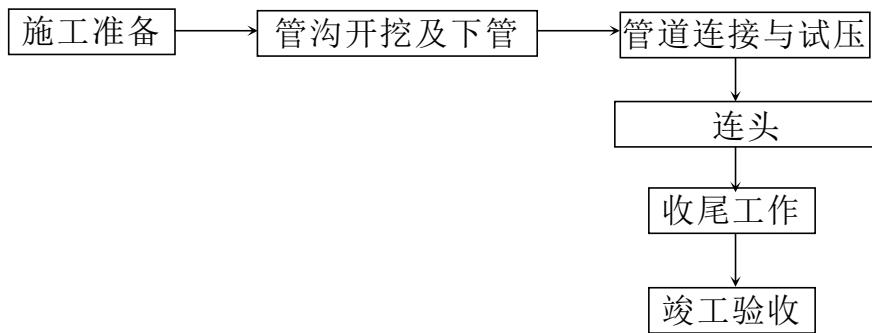 施工准备
管沟开挖及下管
管道连接与试压
连头
收尾工作
竣工验收